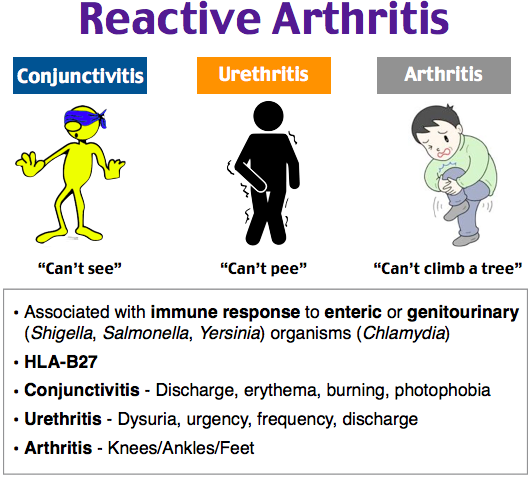 Reactive Arthritis
Conjunctivitis
Urethritis
Arthritis
“Can’t see”
“Can’t pee”
“Can’t climb a tree”
• Associated with immune response to enteric or genitourinary
(Shigella, Salmonella, Yersinia) organisms (Chlamydia)
• HLA-B27
• Conjunctivitis - Discharge, erythema, burning, photophobia
• Urethritis - Dysuria, urgency, frequency, discharge
• Arthritis - Knees/Ankles/Feet